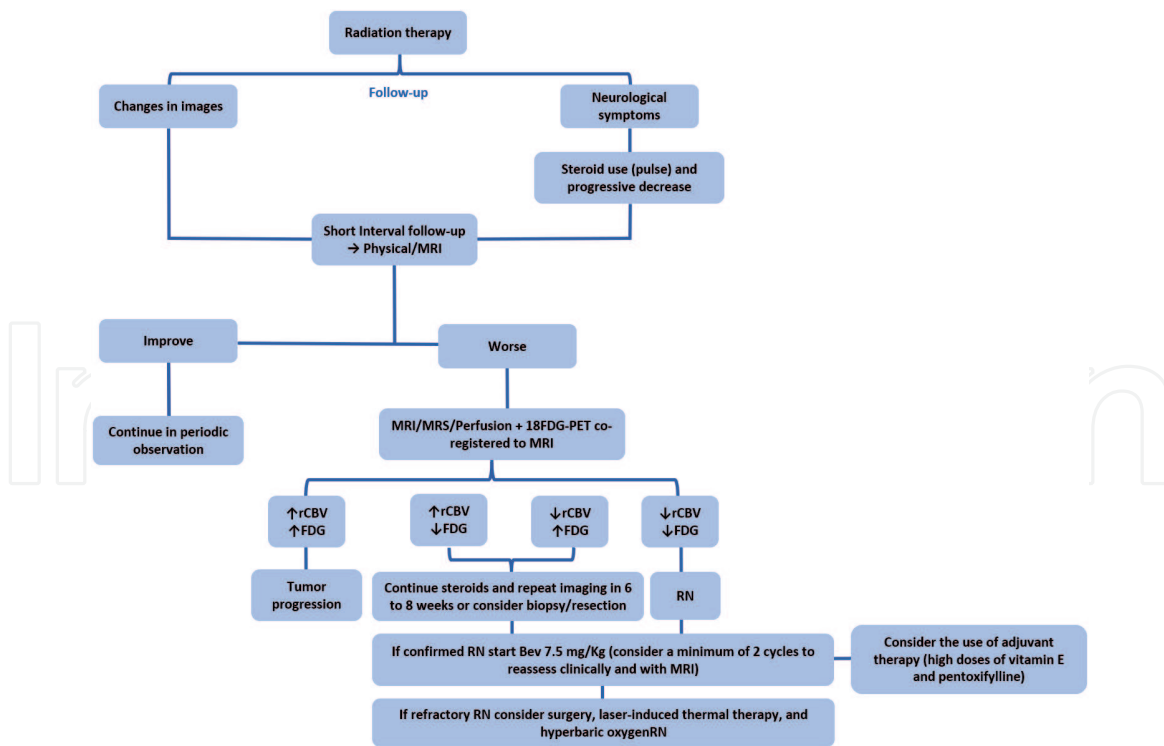 Radiation therapy
Follow-up
Changes in images
Neurological
symptoms
Steroid use (pulse) and
progressive decrease
Short Interval follow-up
→ Physical/MRI
Improve
Worse
Continue in periodic
observation
MRI/MRS/Perfusion + 18FDG-PET co-
registered to MRI
↑rCBV
↑FDG
↑rCBV
↓FDG
↓rCBV
↑FDG
↓rCBV
↓FDG
Tumor
progression
Continue steroids and repeat imaging in 6
to 8 weeks or consider biopsy/resection
RN
If confirmed RN start Bev 7.5 mg/Kg (consider a minimum of 2 cycles to
reassess clinically and with MRI)
Consider the use of adjuvant
therapy (high doses of vitamin E
and pentoxifylline)
If refractory RN consider surgery, laser-induced thermal therapy, and
hyperbaric oxygenRN